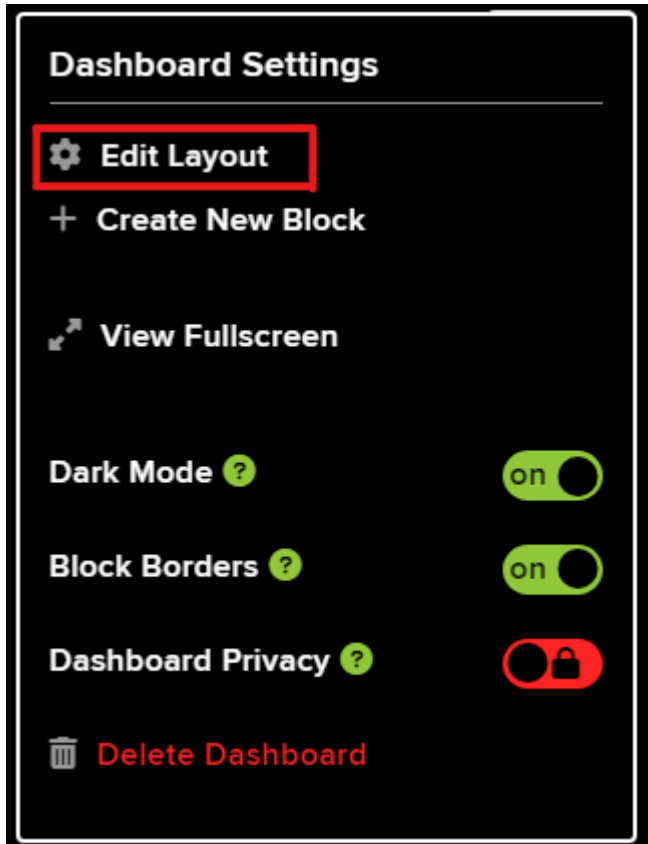 Dashboard Settings
Edit Layout
Create New Block
View Fullscreen
Dark Mode ?
on
Block Borders ?
on
Dashboard Privacy ?
Delete Dashboard